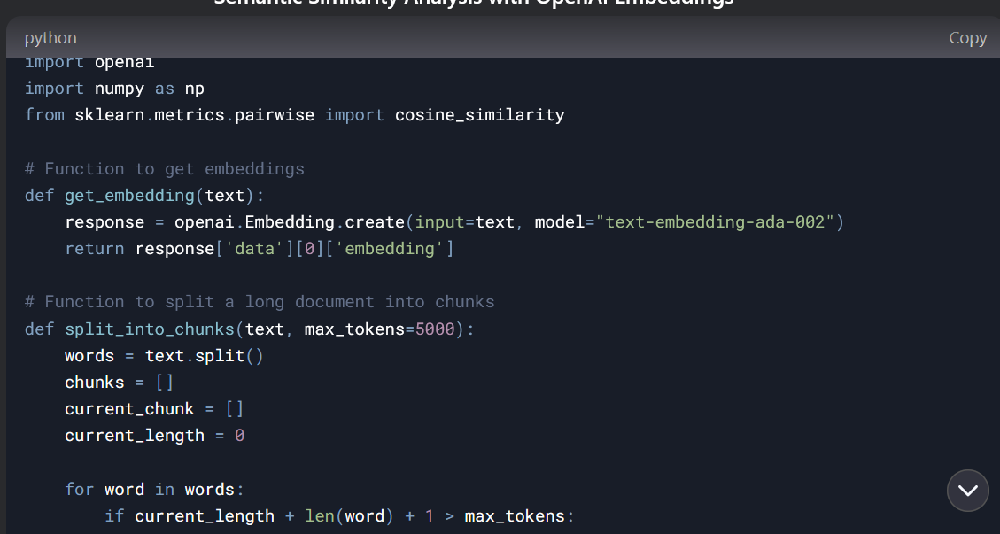 Semantic Similarity Analysis with OpenAI Embeddings
python
Copy
import openai
import numpy as np
from sklearn.metrics.pairwise import cosine_similarity
# Function to get embeddings
def get_embedding(text):
    response = openai.Embedding.create(input=text, model="text-embedding-ada-002")
    return response['data'][0]['embedding']
# Function to split a long document into chunks
def split_into_chunks(text, max_tokens=5000):
    words = text.split()
    chunks = []
    current_chunk = []
    current_length = 0
    for word in words:
        if current_length + len(word) + 1 > max_tokens: